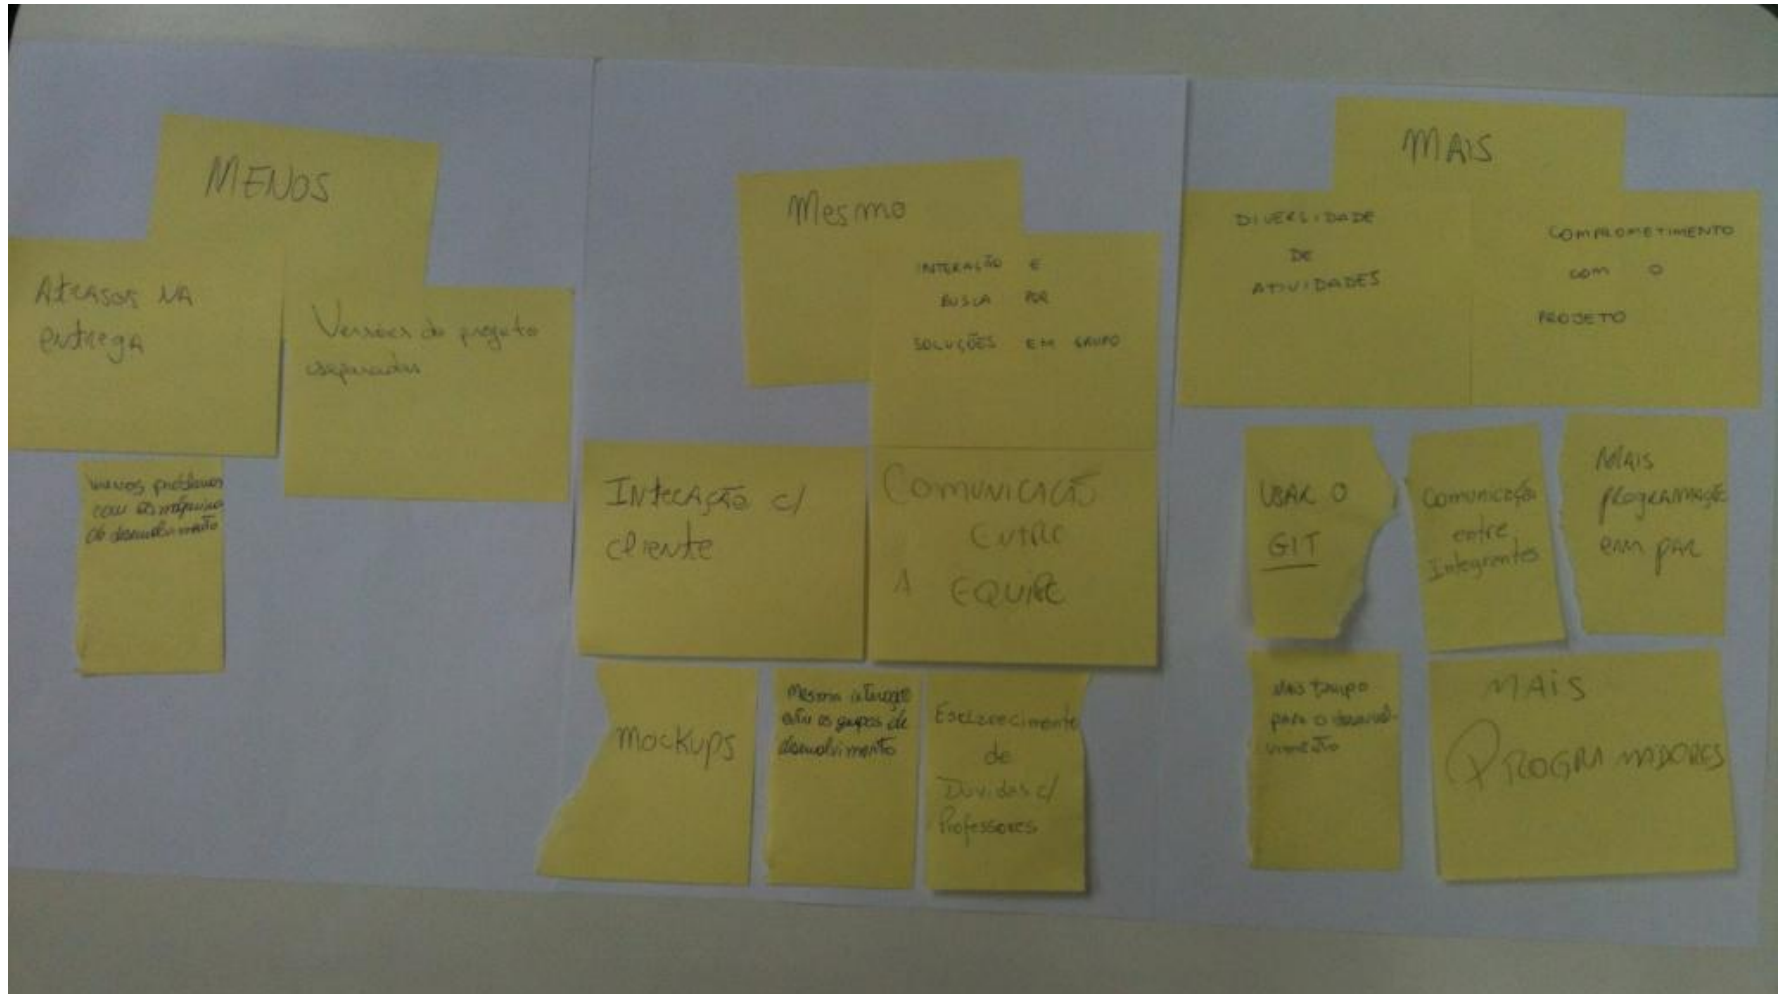 MENOS
Atrasos na
entrega
Versões do projeto
separadas
menos problemas
com as máquinas
de desenvolvimento
Mesmo
INTERAÇÃO E
BUSCA POR
SOLUÇÕES EM GRUPO
Interação c/
cliente
COMUNICAÇÃO
ENTRE
A EQUIPE
Mockups
Mesma interação
entre os grupos de
desenvolvimento
Esclarecimento
de
Dúvidas c/
Professores
MAIS
DIVERSIDADE
DE
ATIVIDADES
COMPROMETIMENTO
COM O
PROJETO
USAR O
GIT
Comunicação
entre
Integrantes
Mais
programação
em par
Mais tempo
para o desenvol-
vimento
MAIS
PROGRAMADORES